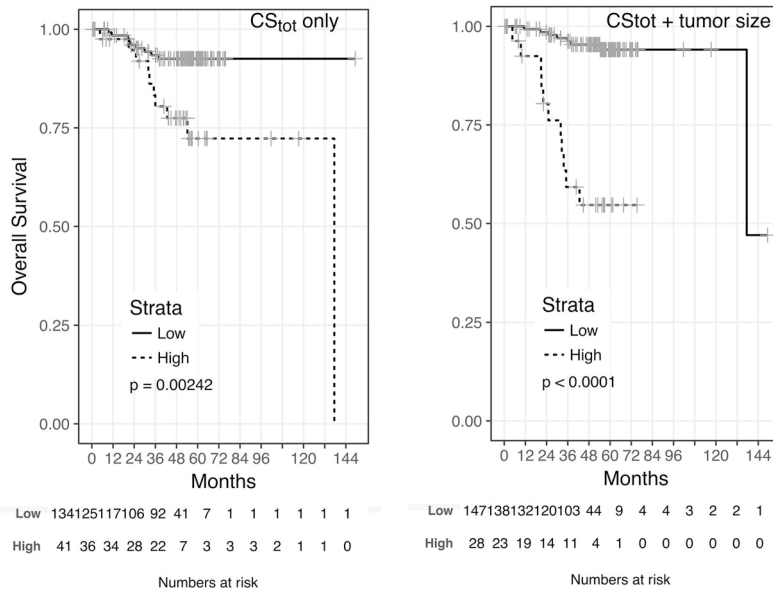 CStot only
1.00
0.75
0.50
0.25
0.00
Overall Survival
Strata
Low
High
p = 0.00242
0 12 24 36 48 60 72 84 96 120 144
Months
Low 134 125 117 106 92 41 7 1 1 1 1 1 1
High 41 36 34 28 22 7 3 3 3 2 1 1 0
Numbers at risk
CStot + tumor size
1.00
0.75
0.50
0.25
0.00
Strata
Low
High
p < 0.0001
0 12 24 36 48 60 72 84 96 120 144
Months
Low 147 138 132 120 103 44 9 4 4 3 2 2 1
High 28 23 19 14 11 4 1 0 0 0 0 0 0
Numbers at risk